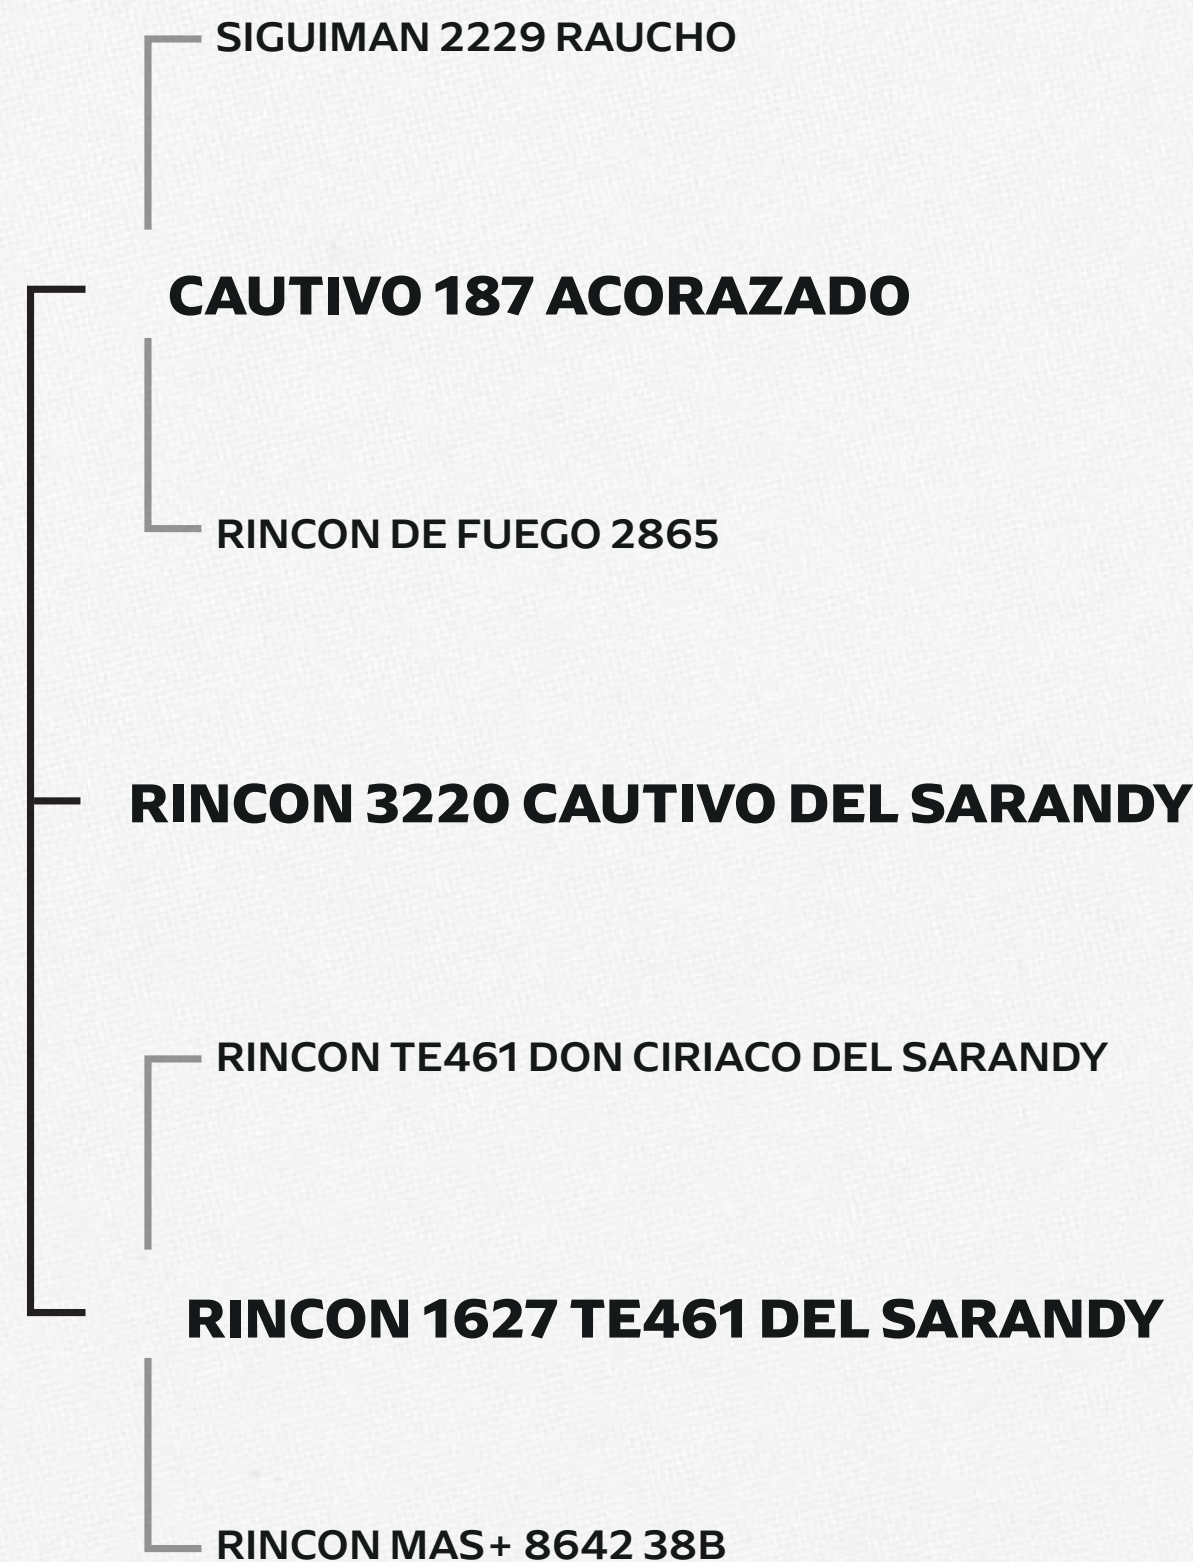 SIGUIMAN 2229 RAUCHO
CAUTIVO 187 ACORAZADO
RINCON DE FUEGO 2865
RINCON 3220 CAUTIVO DEL SARANDY
RINCON TE461 DON CIRIACO DEL SARANDY
RINCON 1627 TE461 DEL SARANDY
RINCON MAS+ 8642 38B